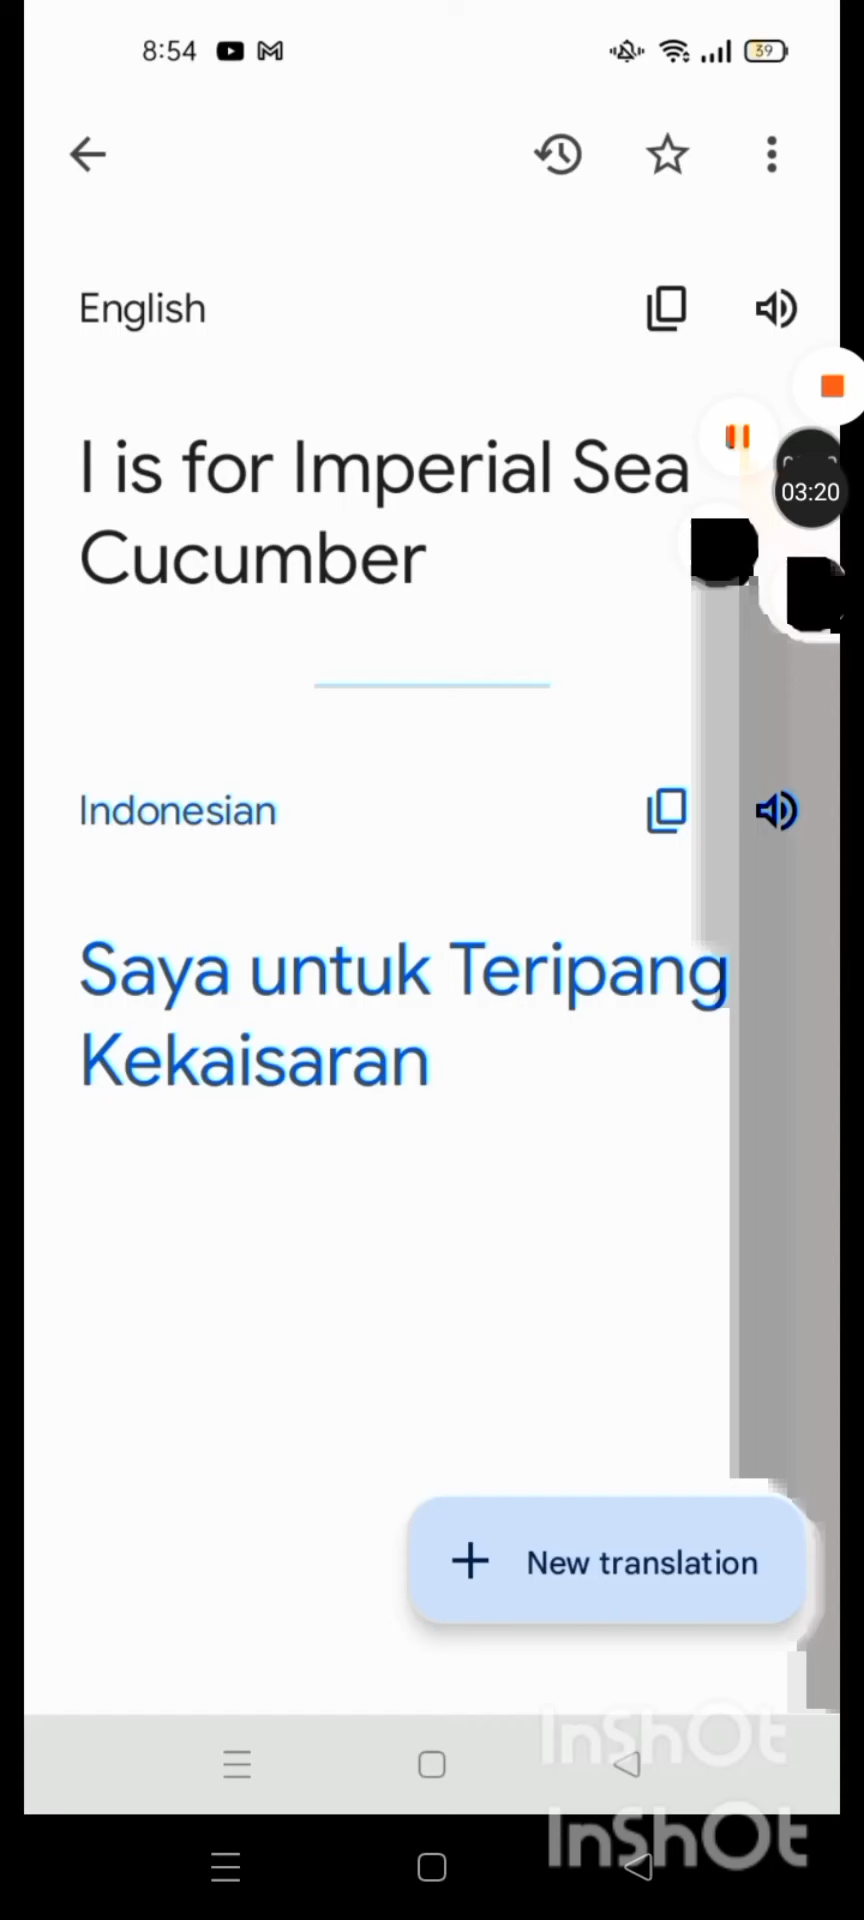 8:54
39
English
I is for Imperial Sea
Cucumber
03:20
Indonesian
Saya untuk Teripang
Kekaisaran
+ New translation
InShOt
InShOt